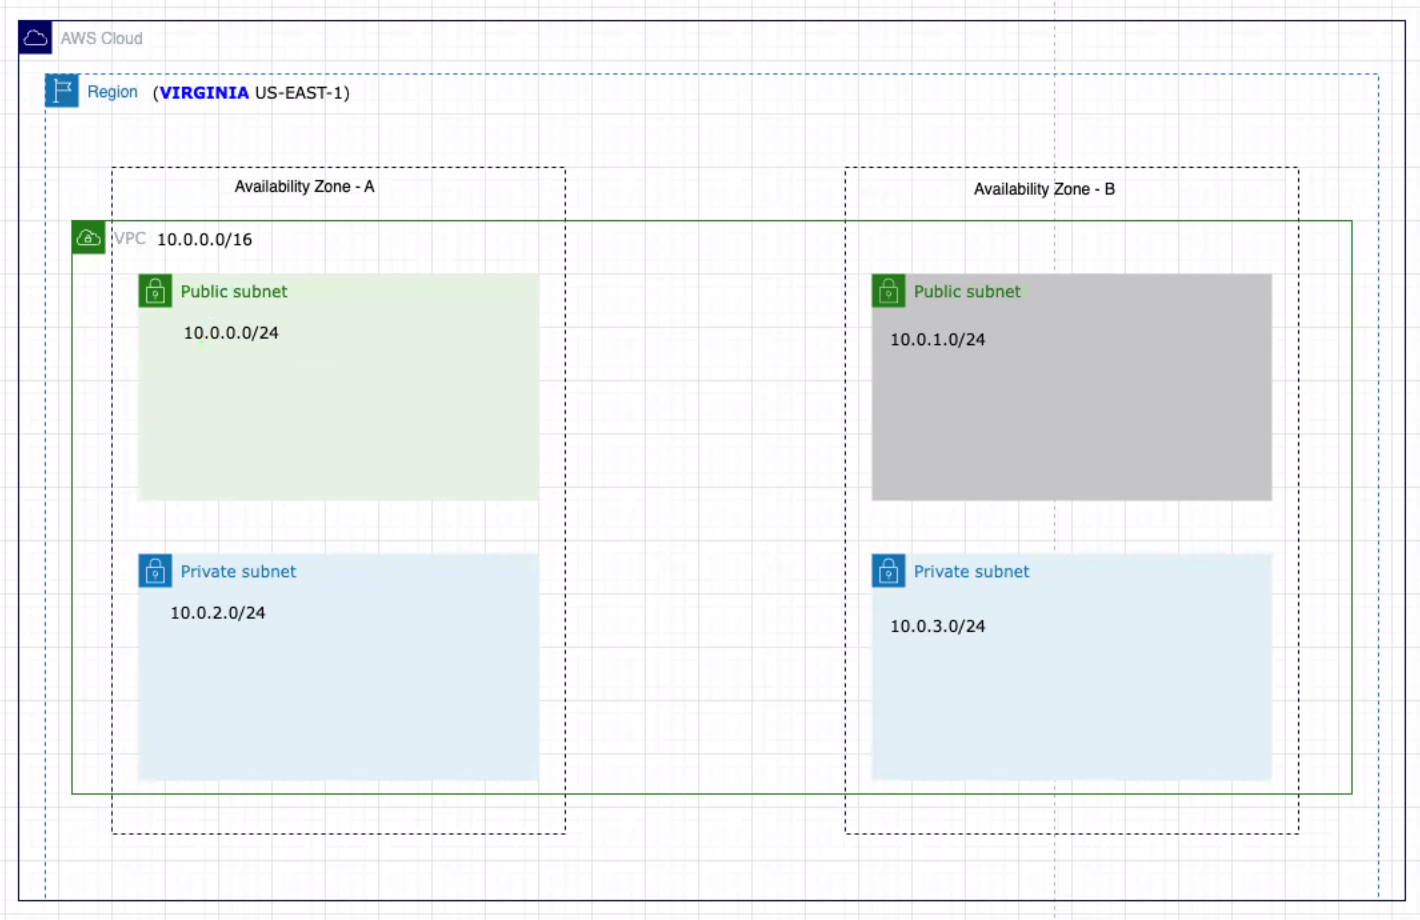 AWS Cloud
Region (VIRGINIA US-EAST-1)
Availability Zone - A
Availability Zone - B
VPC 10.0.0.0/16
Public subnet
10.0.0.0/24
Public subnet
10.0.1.0/24
Private subnet
10.0.2.0/24
Private subnet
10.0.3.0/24